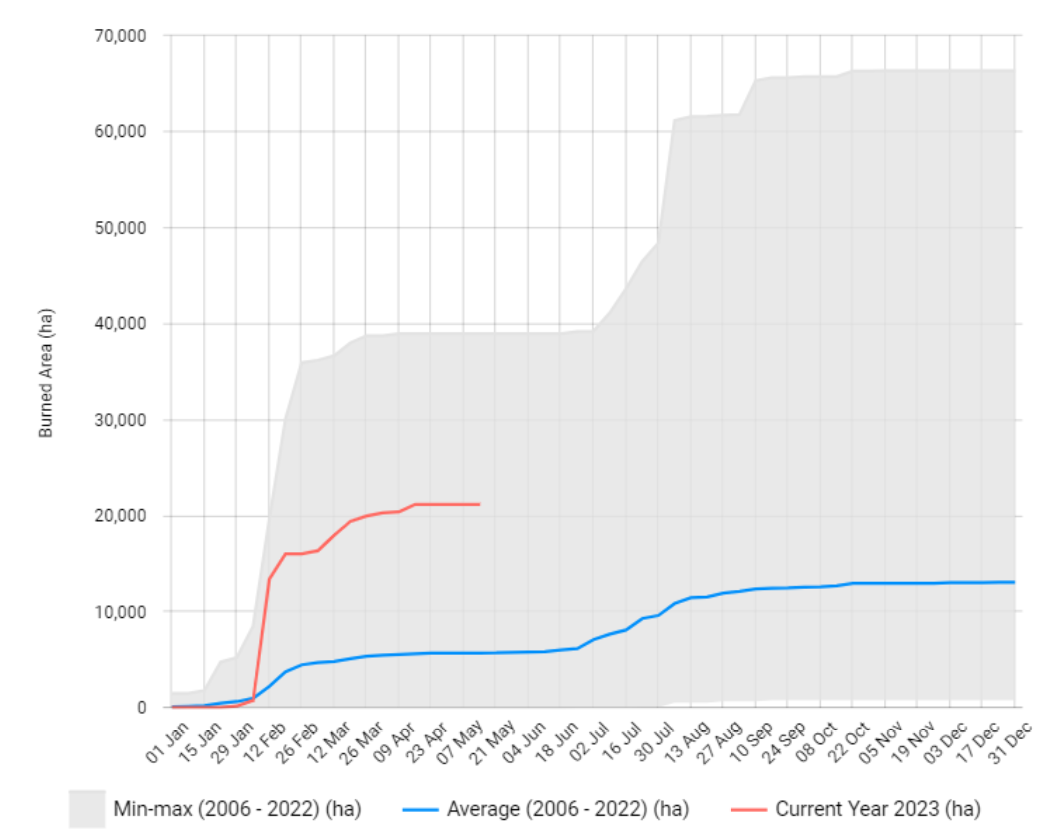 70,000
60,000
50,000
40,000
30,000
20,000
10,000
0
Burned Area (ha)
01 Jan
15 Jan
29 Jan
12 Feb
26 Feb
12 Mar
26 Mar
09 Apr
23 Apr
07 May
21 May
04 Jun
18 Jun
02 Jul
16 Jul
30 Jul
13 Aug
27 Aug
10 Sep
24 Sep
08 Oct
22 Oct
05 Nov
19 Nov
03 Dec
17 Dec
31 Dec
Min-max (2006 - 2022) (ha) Average (2006 - 2022) (ha) Current Year 2023 (ha)